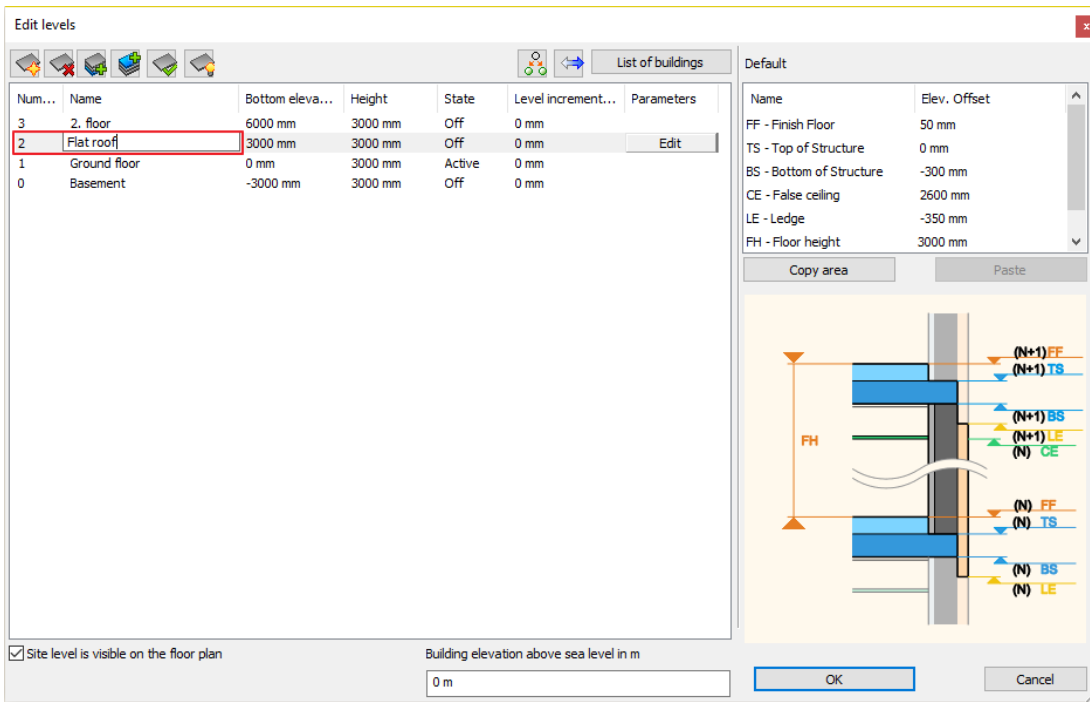 Edit levels
x
List of buildings
Default
Num... Name Bottom eleva... Height State Level increment... Parameters
3 2. floor 6000 mm 3000 mm Off 0 mm
2 Flat roof 3000 mm 3000 mm Off 0 mm Edit
1 Ground floor 0 mm 3000 mm Active 0 mm
0 Basement -3000 mm 3000 mm Off 0 mm
Name Elev. Offset
FF - Finish Floor 50 mm
TS - Top of Structure 0 mm
BS - Bottom of Structure -300 mm
CE - False ceiling 2600 mm
LE - Ledge -350 mm
FH - Floor height 3000 mm
Copy area Paste
(N+1) FF
(N+1) TS
(N+1) BS
(N+1) LE
(N) CE
FH
(N) FF
(N) TS
(N) BS
(N) LE
Site level is visible on the floor plan
Building elevation above sea level in m
0 m
OK Cancel